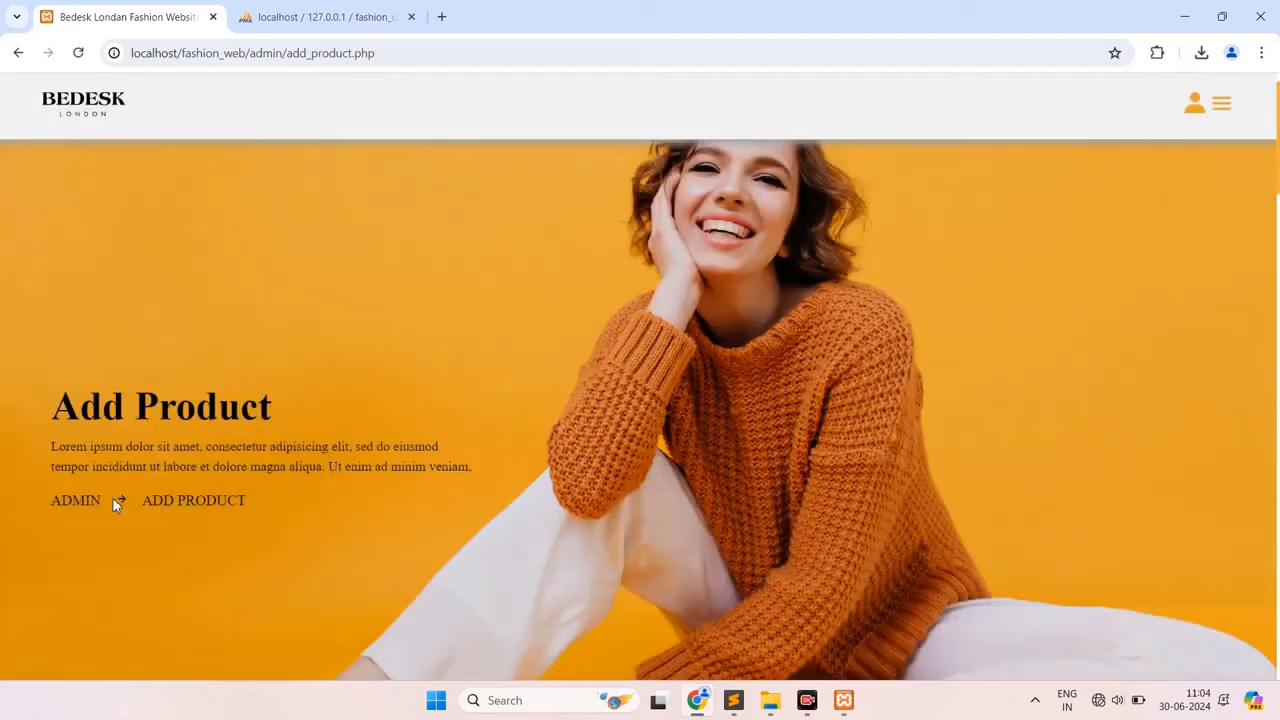 Bedesk Londan Fashion Websit
localhost / 127.0.0.1 / fashion_
localhost/fashion_web/admin/add_product.php
BEDESK
LONDON
Add Product
Lorem ipsum dolor sit amet, consectetur adipisicing elit, sed do eiusmod
tempor incididunt ut labore et dolore magna aliqua. Ut enim ad minim veniam,
ADMIN → ADD PRODUCT
Search
ENG
IN
11:04
30-06-2024